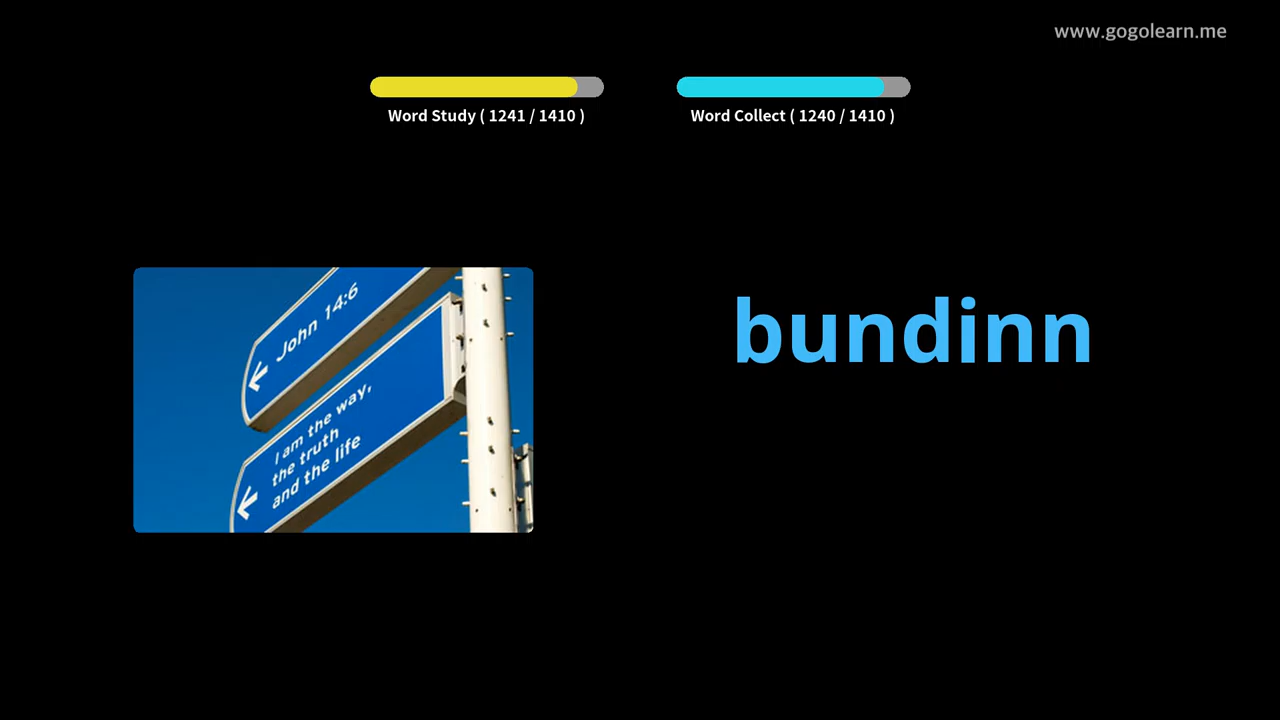 www.gogolearn.me
Word Study ( 1241 / 1410 )
Word Collect ( 1240 / 1410 )
John 14:6
I am the way,
the truth
and the life
bundinn